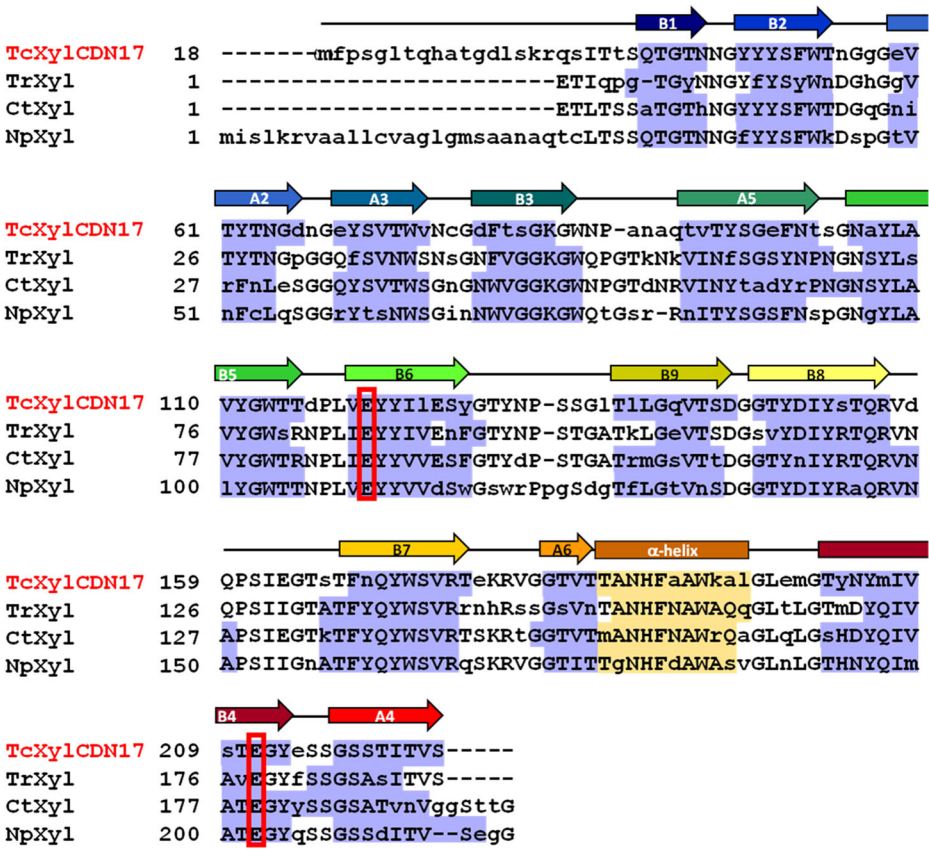 B1 B2
TcXylCDN17 18 -------mfpsgltqhatgdlskrqsITtSQTGTNNGYYYSFWTnGgGeV
TrXyl 1 -----------------------------ETIqpg-TGyNNGYfYSyWnDGhGgV
CtXyl 1 -----------------------------ETLTSSaTGThNGYYYSFWTDGqGni
NpXyl 1 mislkrvaallcvaglgmsaanaqtcLTSSQTGTNNGfYYSFWkDspGtV
A2 A3 B3 A5
TcXylCDN17 61 TYTNGdnGeYSVTWvNcGdFtsGKGWNP-anaqtvTYSGeFNtsGNaYLA
TrXyl 26 TYTNGpGGQfSVNWSNsGNFVGGKGWQPGTkNkVINfSGSYNPNGNSYLs
CtXyl 27 rFnLeSGGQYSVTWSGnGNWVGGKGWNPGTdNRVINYtadYrPNGNSYLA
NpXyl 51 nFcLqSGGrYtsNWSGinNWVGGKGWQtGsr-RnITYSGSFNspGNgYLA
B5 B6 B9 B8
TcXylCDN17 110 VYGWTTdPLVEYYIlESyGTYNP-SSGlTlLGqVTSDGGTYDIYsTQRVd
TrXyl 76 VYGWsRNPLIEYYIVEnFGTYNP-STGATkLGeVTSDGsvYDIYRTQRVN
CtXyl 77 VYGWTRNPLIEYYVVESFGTYdP-STGATrmGsVTtDGGTYnIYRTQRVN
NpXyl 100 lYGWTTNPLVEYYVVdSwGswrPpgSdgTfLGtVnSDGGTYDIYRaQRVN
B7 A6 α-helix
TcXylCDN17 159 QPSIEGTsTFnQYWSVRTeKRVGGTVTTANHFaAWkalGLemGTyNYmIV
TrXyl 126 QPSIIGTATFYQYWSVRrnhRssGsVnTANHFNAWAQqGLtLGTmDYQIV
CtXyl 127 APSIEGTkTFYQYWSVRTSKRtGGTVTmANHFNAWrQaGLqLGsHDYQIV
NpXyl 150 APSIIGnATFYQYWSVRqSKRVGGTITTgNHFdAWAsvGLnLGTHNYQIm
B4 A4
TcXylCDN17 209 sTEGYeSSGSSTITVS-----
TrXyl 176 AvEGYfSSGSAsITVS-----
CtXyl 177 ATEGYySSGSATvnVggSttG
NpXyl 200 ATEGYqSSGSSdITV--SegG